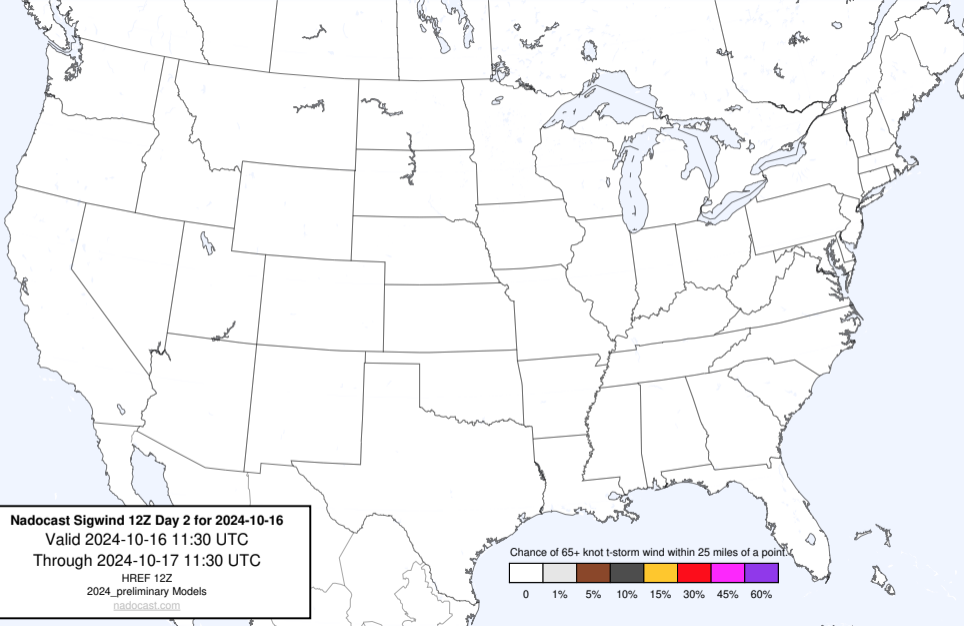 Nadocast Sigwind 12Z Day 2 for 2024-10-16
Valid 2024-10-16 11:30 UTC
Through 2024-10-17 11:30 UTC
HREF 12Z
2024_preliminary Models
nadocast.com
Chance of 65+ knot t-storm wind within 25 miles of a point.
0 1% 5% 10% 15% 30% 45% 60%